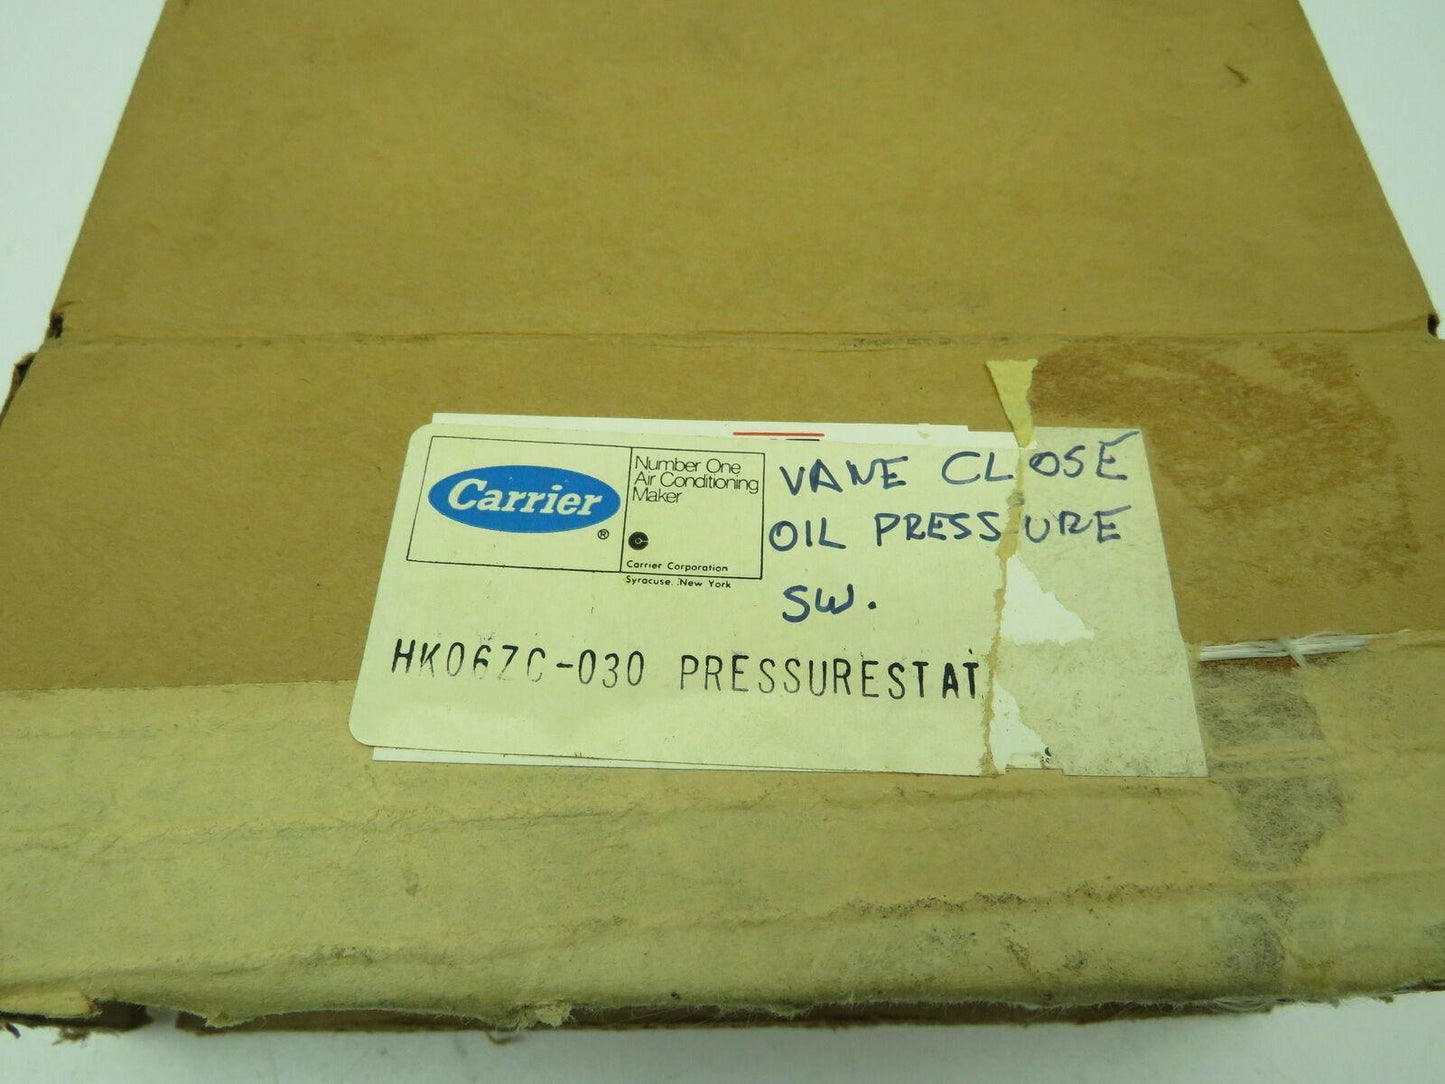 Carrier
®
Number One
Air Conditioning
Maker
Carrier Corporation
Syracuse. New York
VANE CLOSE
OIL PRESSURE
SW.
HK06ZC-030 PRESSURESTAT